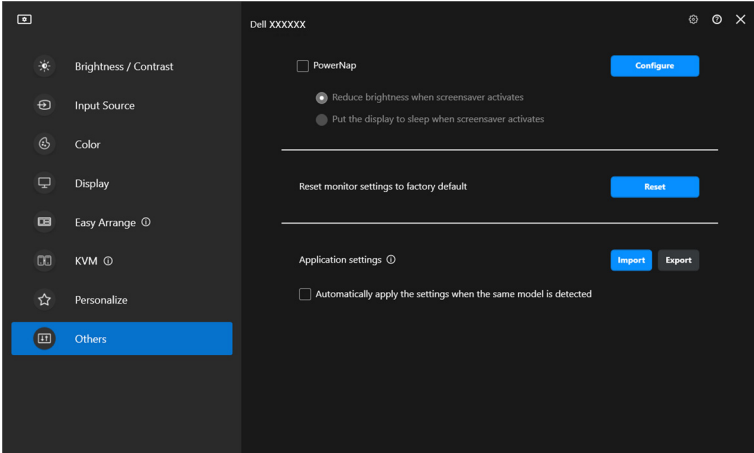 Dell XXXXXX
Brightness / Contrast
Input Source
Color
Display
Easy Arrange
KVM
Personalize
Others
PowerNap
Configure
Reduce brightness when screensaver activates
Put the display to sleep when screensaver activates
Reset monitor settings to factory default
Reset
Application settings
Import
Export
Automatically apply the settings when the same model is detected